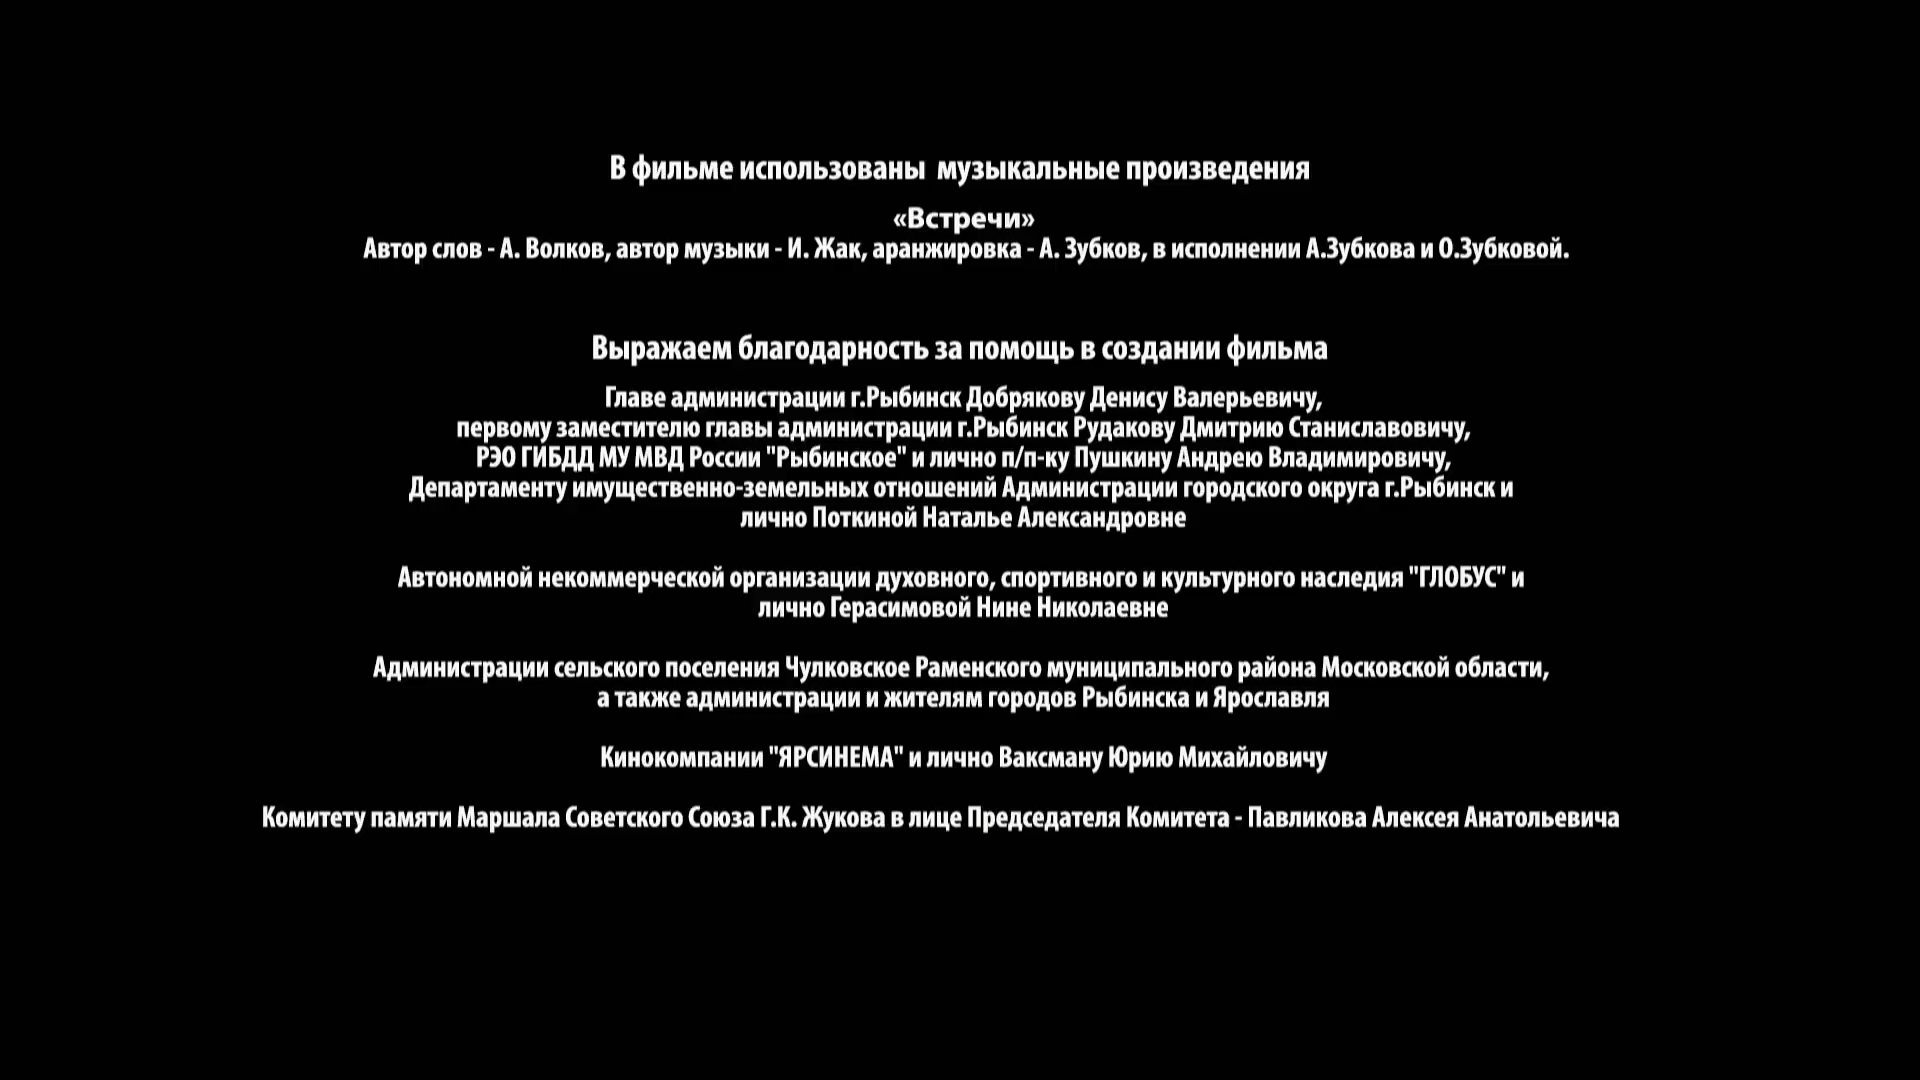 В фильме использованы  музыкальные произведения
«Встречи»
Автор слов - А. Волков, автор музыки - И. Жак, аранжировка - А. Зубков, в исполнении А.Зубкова и О.Зубковой.
Выражаем благодарность за помощь в создании фильма
Главе администрации г.Рыбинск Добрякову Денису Валерьевичу,
первому заместителю главы администрации г.Рыбинск Рудакову Дмитрию Станиславовичу,
РЭО ГИБДД МУ МВД России "Рыбинское" и лично п/п-ку Пушкину Андрею Владимировичу,
Департаменту имущественно-земельных отношений Администрации городского округа г.Рыбинск и
лично Поткиной Наталье Александровне
Автономной некоммерческой организации духовного, спортивного и культурного наследия "ГЛОБУС" и
лично Герасимовой Нине Николаевне
Администрации сельского поселения Чулковское Раменского муниципального района Московской области,
а также администрации и жителям городов Рыбинска и Ярославля
Кинокомпании "ЯРСИНЕМА" и лично Ваксману Юрию Михайловичу
Комитету памяти Маршала Советского Союза Г.К. Жукова в лице Председателя Комитета - Павликова Алексея Анатольевича